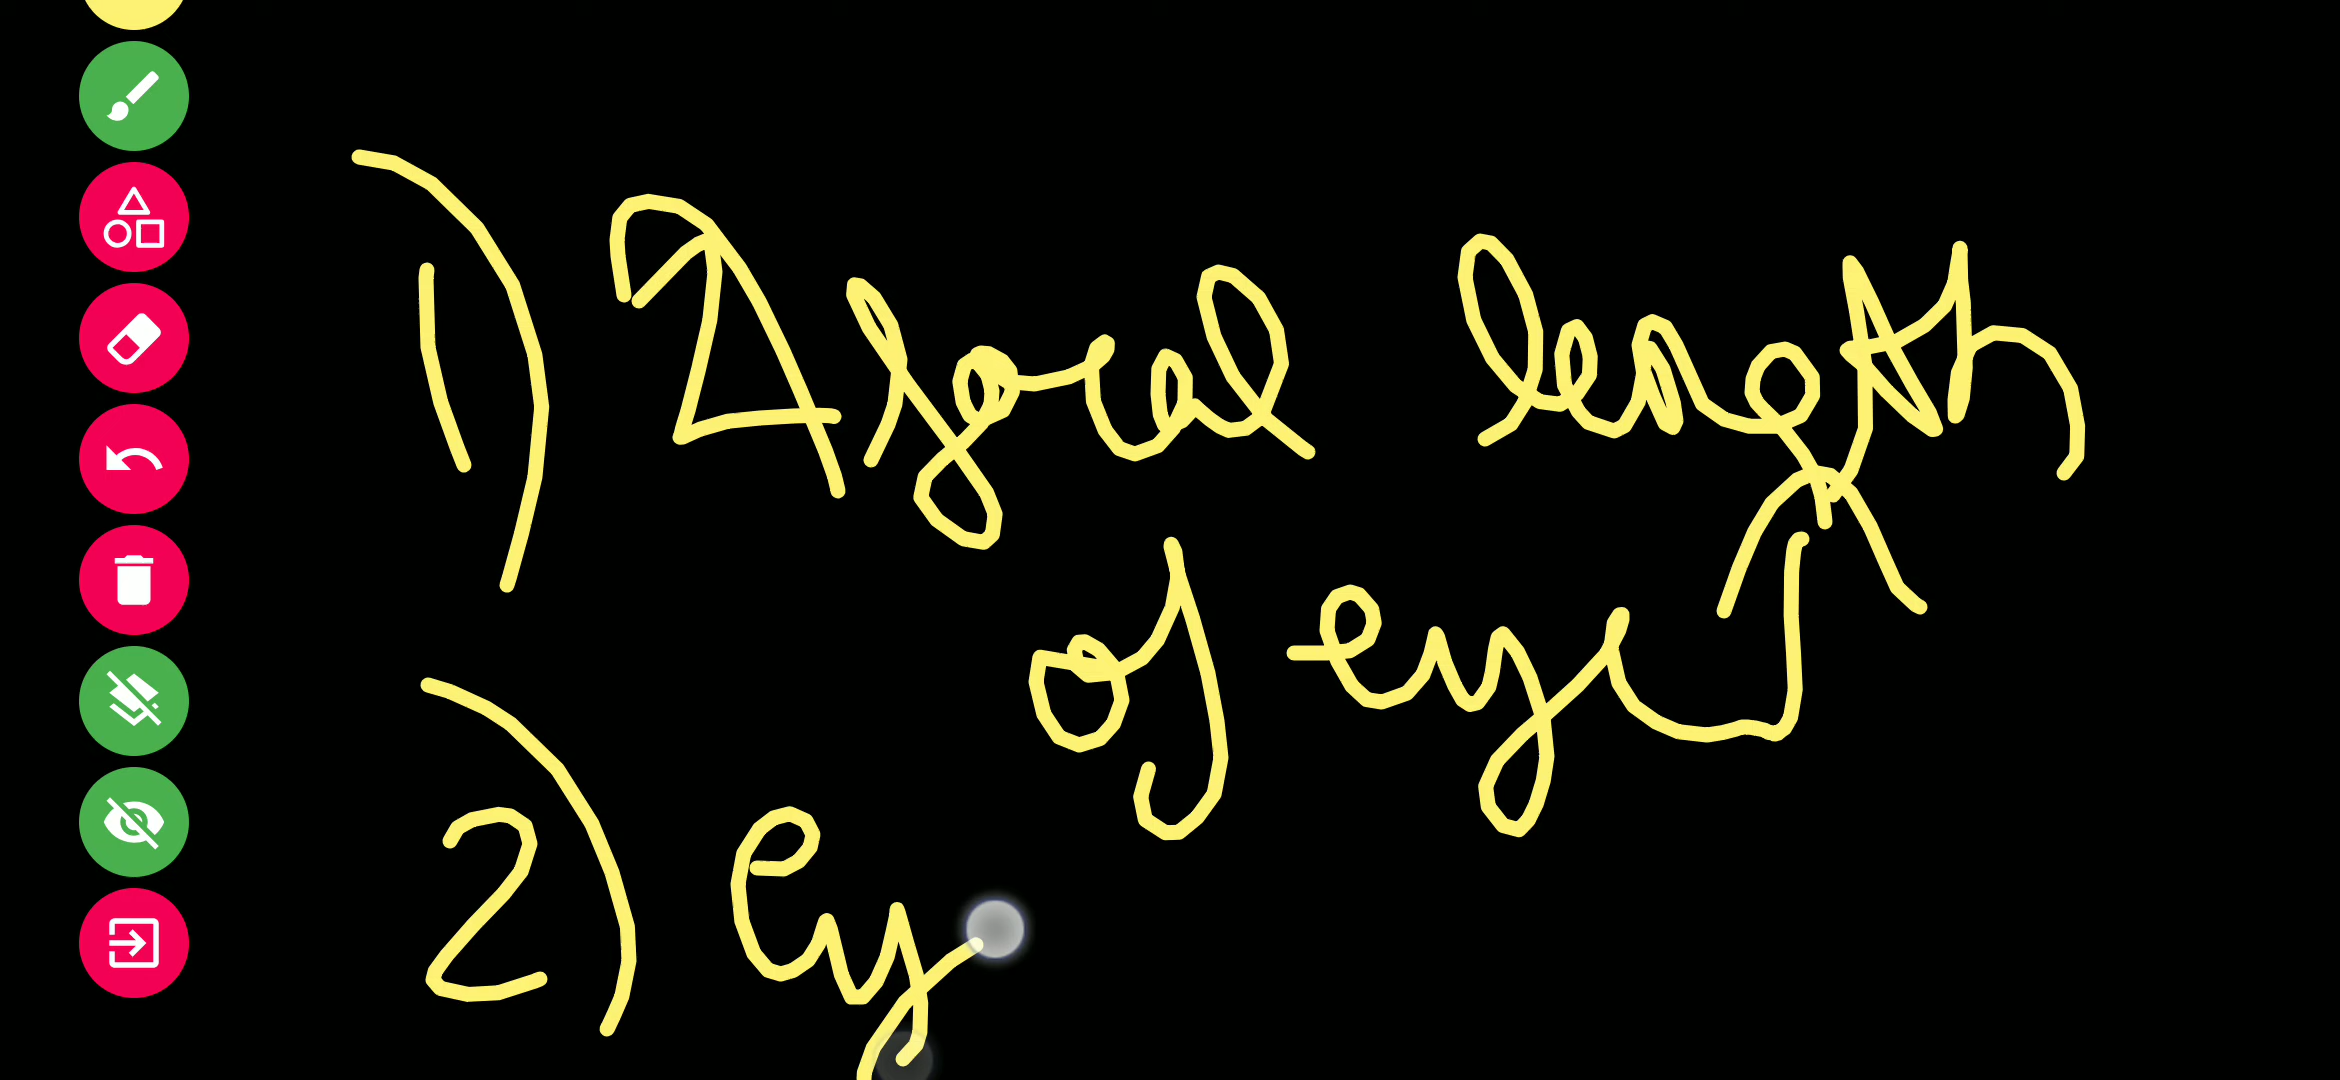 1) focal length
of eye
2) ey